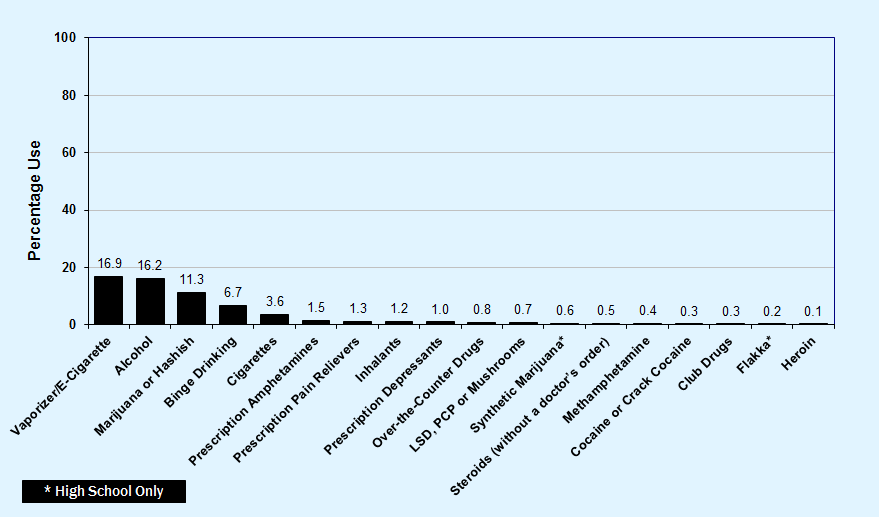 100
80
60
40
20
0
Percentage Use
16.9
16.2
11.3
6.7
3.6
1.5
1.3
1.2
1.0
0.8
0.7
0.6
0.5
0.4
0.3
0.3
0.2
0.1
Vaporizer/E-Cigarette
Alcohol
Marijuana or Hashish
Binge Drinking
Cigarettes
Prescription Amphetamines
Prescription Pain Relievers
Inhalants
Prescription Depressants
Over-the-Counter Drugs
LSD, PCP or Mushrooms
Synthetic Marijuana*
Steroids (without a doctor's order)
Methamphetamine
Cocaine or Crack Cocaine
Club Drugs
Flakka*
Heroin
* High School Only